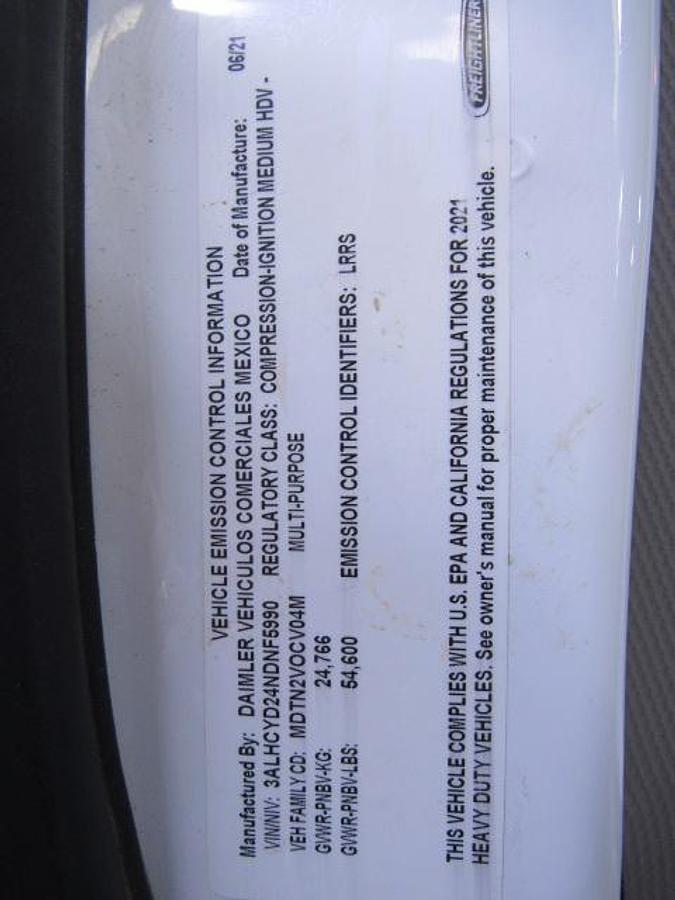 VEHICLE EMISSION CONTROL INFORMATION
Manufactured By: DAIMLER VEHICULOS COMERCIALES MEXICO Date of Manufacture: 06/21
VIN/NIV: 3ALHCYD24NDNF5990 REGULATORY CLASS: COMPRESSION-IGNITION MEDIUM HDV -
VEH FAMILY CD: MDTN2VOCV04M MULTI-PURPOSE
GVWR-PNBV-KG: 24,766
GVWR-PNBV-LBS: 54,600 EMISSION CONTROL IDENTIFIERS: LRRS
THIS VEHICLE COMPLIES WITH U.S. EPA AND CALIFORNIA REGULATIONS FOR 2021
HEAVY DUTY VEHICLES. See owner's manual for proper maintenance of this vehicle.
FREIGHTLINER